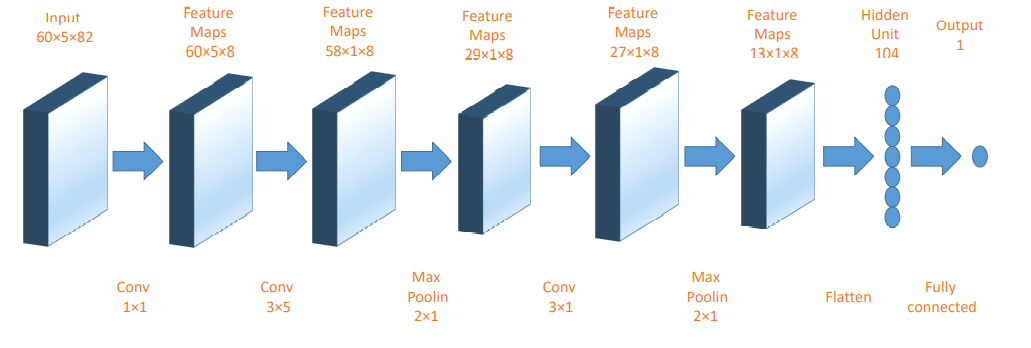 Input
60×5×82
Feature
Maps
60×5×8
Feature
Maps
58×1×8
Feature
Maps
29×1×8
Feature
Maps
27×1×8
Feature
Maps
13×1×8
Hidden
Unit
104
Output
1
Conv
1×1
Conv
3×5
Max
Poolin
2×1
Conv
3×1
Max
Poolin
2×1
Flatten
Fully
connected